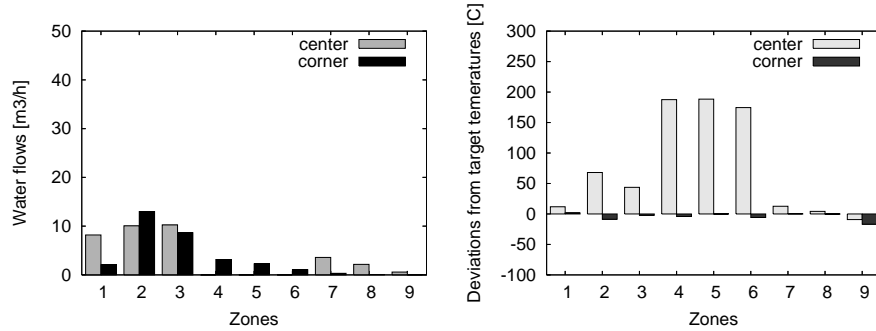 Water flows [m3/h]
50
40
30
20
10
0
center
corner
1 2 3 4 5 6 7 8 9
Zones
Deviations from target temeratures [C]
300
250
200
150
100
50
0
-50
-100
center
corner
1 2 3 4 5 6 7 8 9
Zones